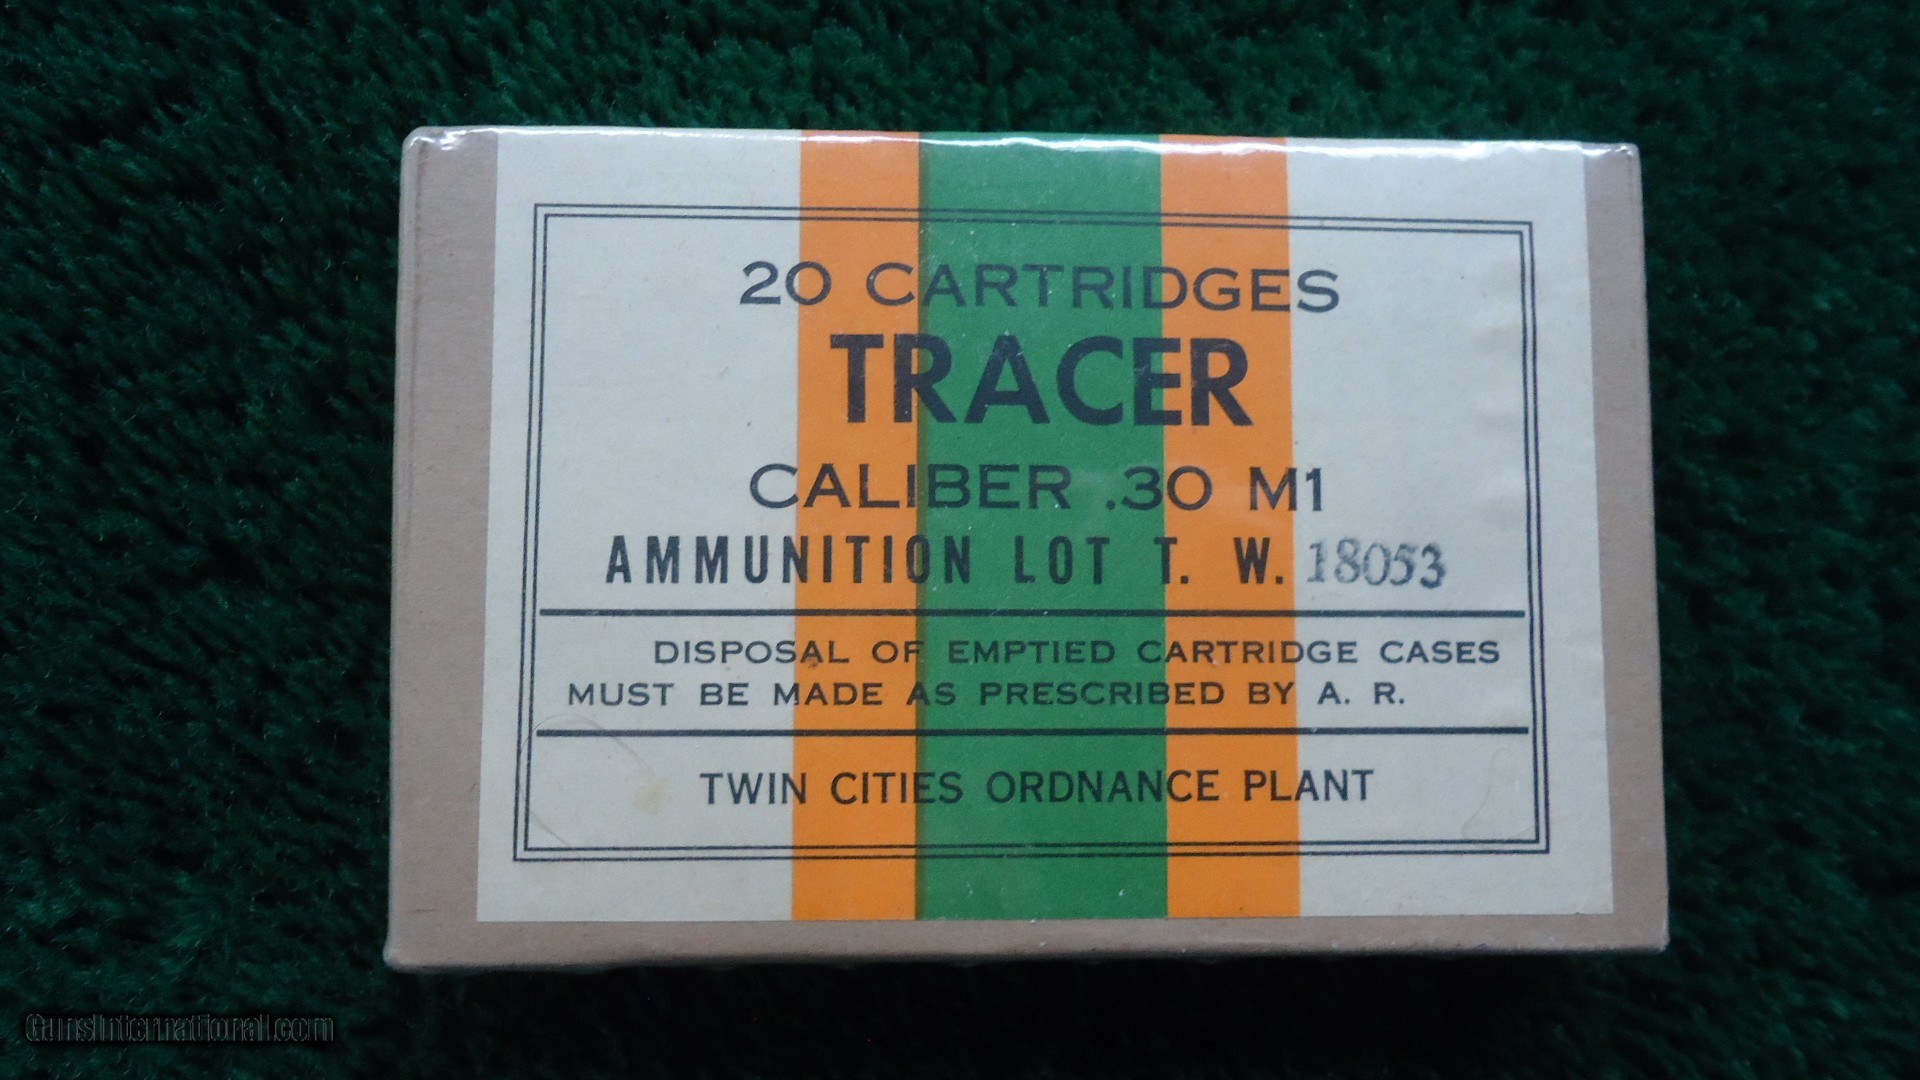 20 CARTRIDGES
TRACER
CALIBER .30 M1
AMMUNITION LOT T. W. 18053
DISPOSAL OF EMPTIED CARTRIDGE CASES
MUST BE MADE AS PRESCRIBED BY A. R.
TWIN CITIES ORDNANCE PLANT
GunsInternational.com